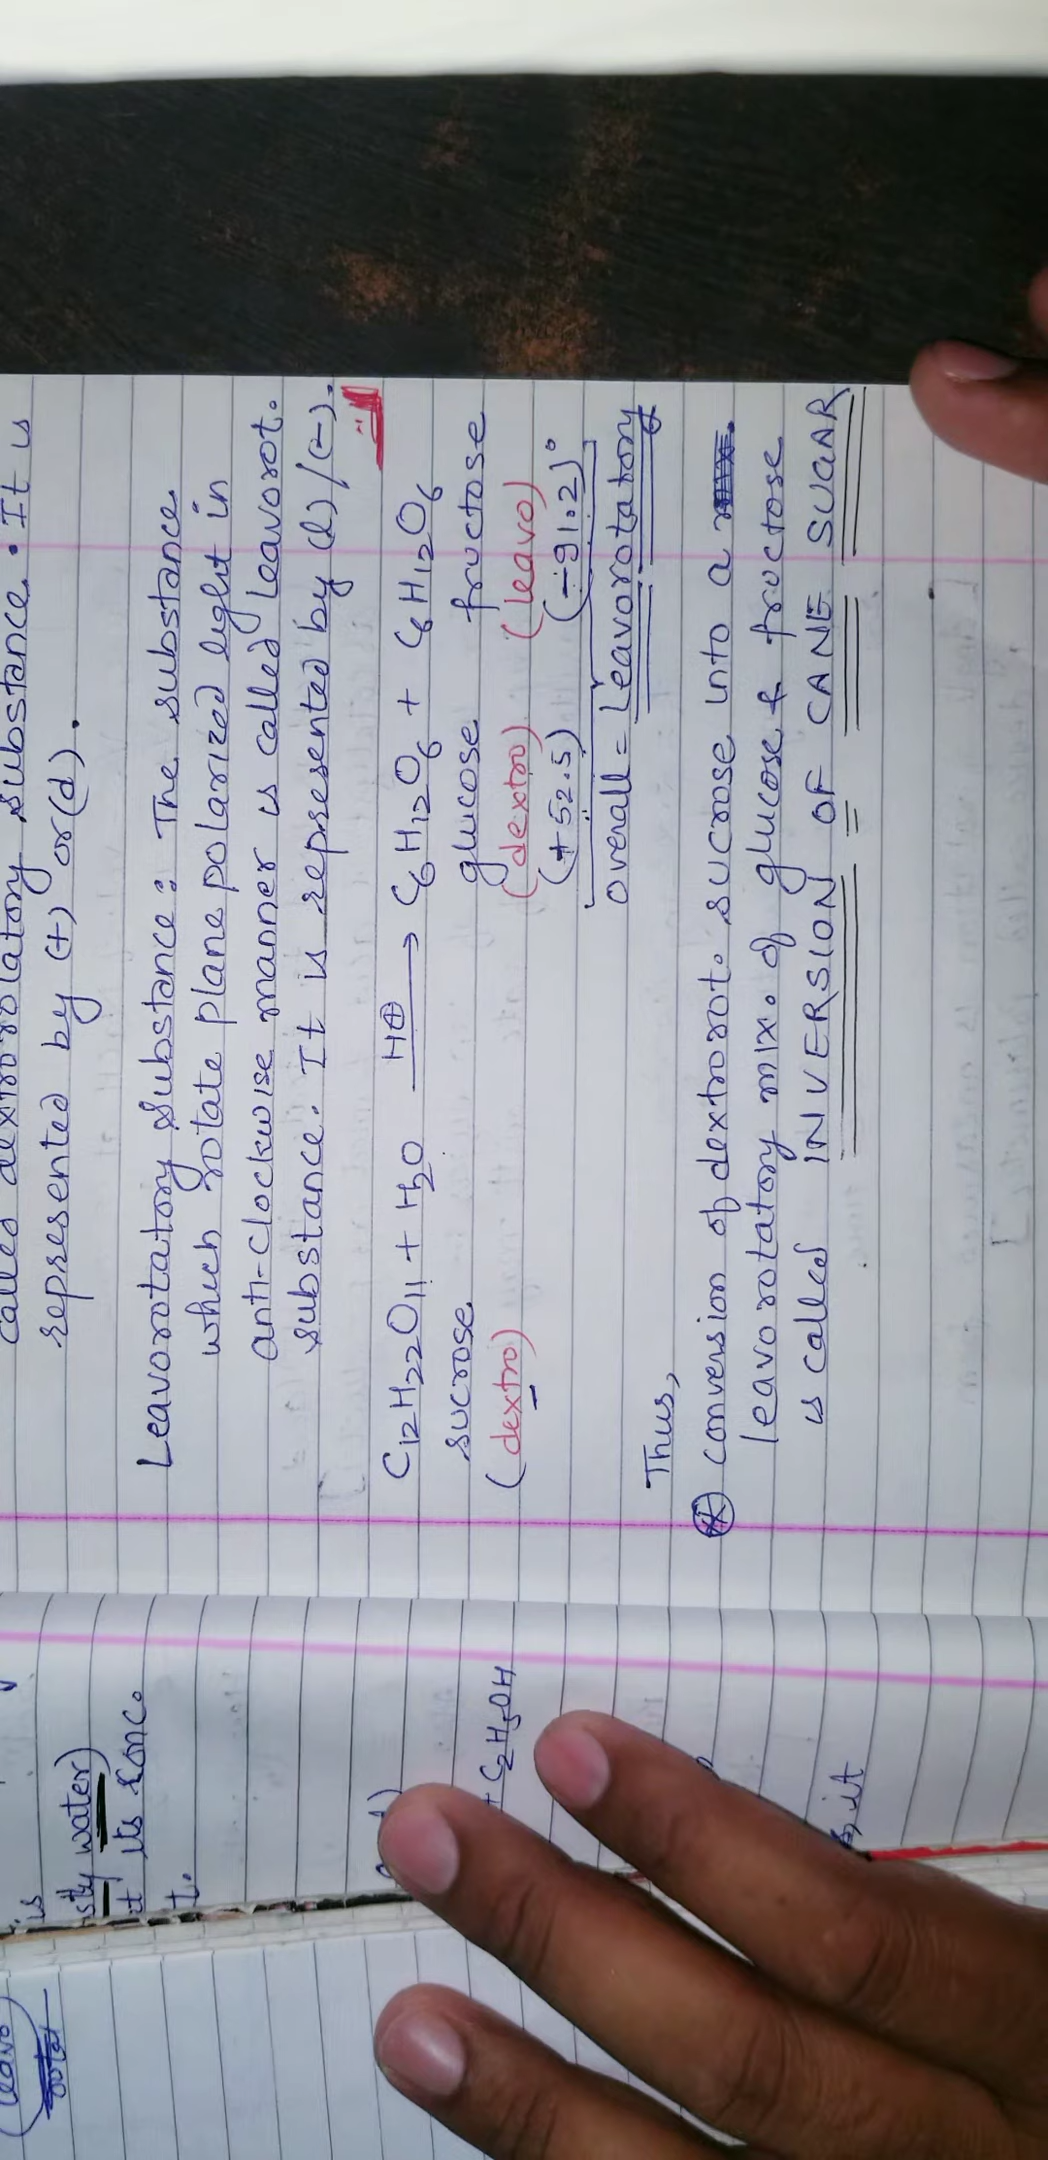 called dextrorotatory substance. It is
represented by (+) or (d).
Leavorotatory substance: The substance
which rotate plane polarized light in
anti-clockwise manner is called leavorot.
substance. It is represented by (l)/(-).
C12H22O11 + H2O H⊕ → C6H12O6 + C6H12O6
sucrose glucose fructose
(dextro) (dextro) (leavo)
(+52.5) (-91.2)°
overall = Leavorotatory
Thus,
conversion of dextrorot. sucrose into a
leavorotatory mix. of glucose & fructose
is called INVERSION OF CANE SUGAR
is
water)
its conc.
t.
+ C2H5OH
, it
(leavo